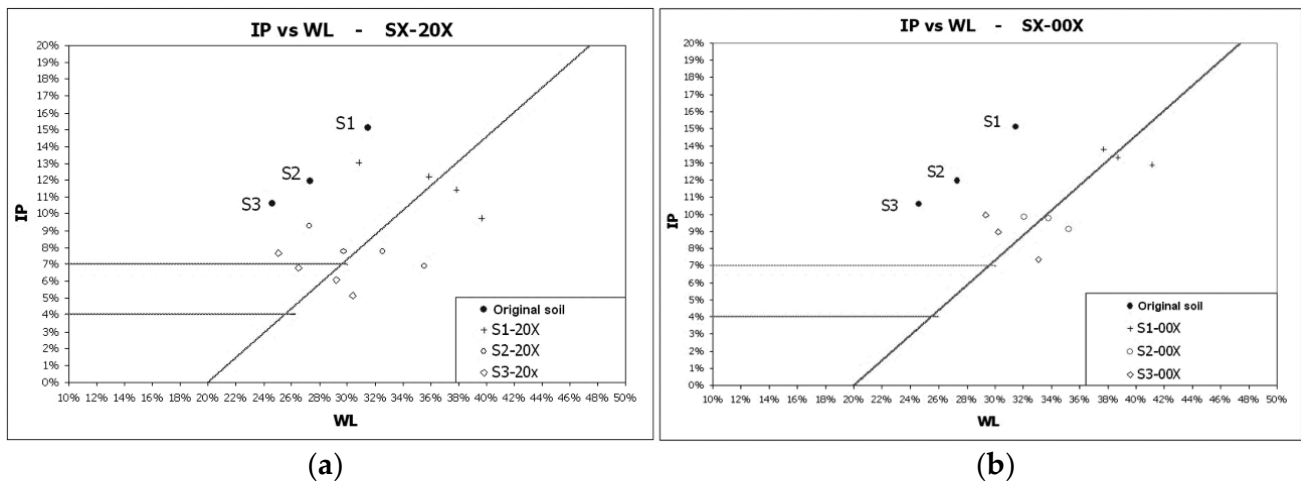 IP vs WL - SX-20X
20%
19%
18%
17%
16%
15%
14%
13%
12%
11%
10%
9%
8%
7%
6%
5%
4%
3%
2%
1%
0%
IP
S1
S2
S3
Original soil
S1-20X
S2-20X
S3-20x
10% 12% 14% 16% 18% 20% 22% 24% 26% 28% 30% 32% 34% 36% 38% 40% 42% 44% 46% 48% 50%
WL
(a)
IP vs WL - SX-00X
20%
19%
18%
17%
16%
15%
14%
13%
12%
11%
10%
9%
8%
7%
6%
5%
4%
3%
2%
1%
0%
IP
S1
S2
S3
Original soil
S1-00X
S2-00X
S3-00X
10% 12% 14% 16% 18% 20% 22% 24% 26% 28% 30% 32% 34% 36% 38% 40% 42% 44% 46% 48% 50%
WL
(b)